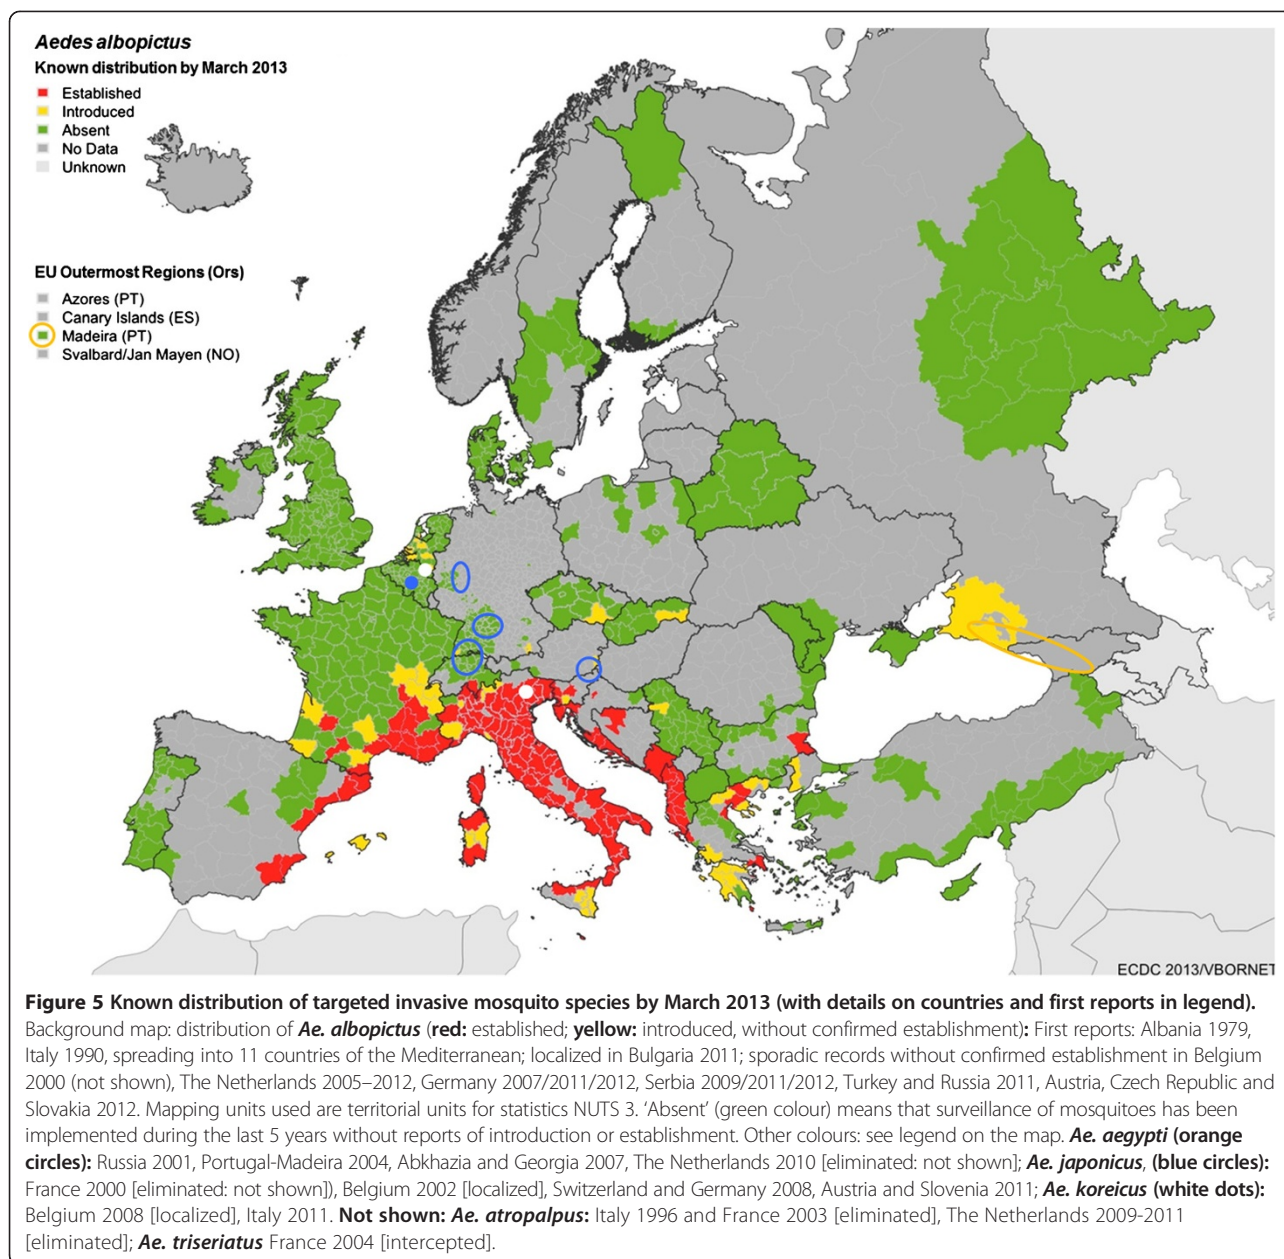 Aedes albopictus
Known distribution by March 2013
Established
Introduced
Absent
No Data
Unknown
EU Outermost Regions (Ors)
Azores (PT)
Canary Islands (ES)
Madeira (PT)
Svalbard/Jan Mayen (NO)
ECDC 2013/VBORNET
Figure 5 Known distribution of targeted invasive mosquito species by March 2013 (with details on countries and first reports in legend).
Background map: distribution of Ae. albopictus (red: established; yellow: introduced, without confirmed establishment): First reports: Albania 1979,
Italy 1990, spreading into 11 countries of the Mediterranean; localized in Bulgaria 2011; sporadic records without confirmed establishment in Belgium
2000 (not shown), The Netherlands 2005–2012, Germany 2007/2011/2012, Serbia 2009/2011/2012, Turkey and Russia 2011, Austria, Czech Republic and
Slovakia 2012. Mapping units used are territorial units for statistics NUTS 3. ‘Absent’ (green colour) means that surveillance of mosquitoes has been
implemented during the last 5 years without reports of introduction or establishment. Other colours: see legend on the map. Ae. aegypti (orange
circles): Russia 2001, Portugal-Madeira 2004, Abkhazia and Georgia 2007, The Netherlands 2010 [eliminated: not shown]; Ae. japonicus, (blue circles):
France 2000 [eliminated: not shown]), Belgium 2002 [localized], Switzerland and Germany 2008, Austria and Slovenia 2011; Ae. koreicus (white dots):
Belgium 2008 [localized], Italy 2011. Not shown: Ae. atropalpus: Italy 1996 and France 2003 [eliminated], The Netherlands 2009-2011
[eliminated]; Ae. triseriatus France 2004 [intercepted].